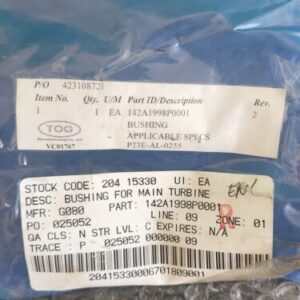 P/O 423108721
Item No. Qty. U/M Part ID/Description Rev.
1 1 EA 142A1998P0001 2
BUSHING
TOG APPLICABLE SPECS
VC01767 P23E-AL-0255
STOCK CODE: 204 15330 UI: EA
DESC: BUSHING FOR MAIN TURBINE
MFR: G080 PART: 142A1998P0001
PO: 025052 LINE: 09 ZONE: 01
QA CLS: N STR LVL: C EXPIRES: N/A
TRACE : P 025052 000000 09
20415330006701809001